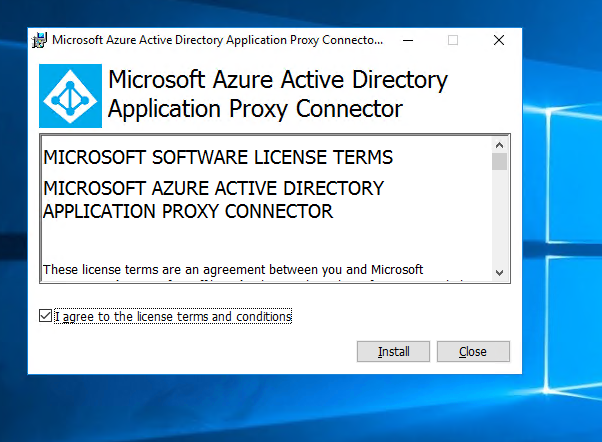 Microsoft Azure Active Directory Application Proxy Connecto...
Microsoft Azure Active Directory
Application Proxy Connector
MICROSOFT SOFTWARE LICENSE TERMS
MICROSOFT AZURE ACTIVE DIRECTORY
APPLICATION PROXY CONNECTOR
These license terms are an agreement between you and Microsoft
I agree to the license terms and conditions
Install Close